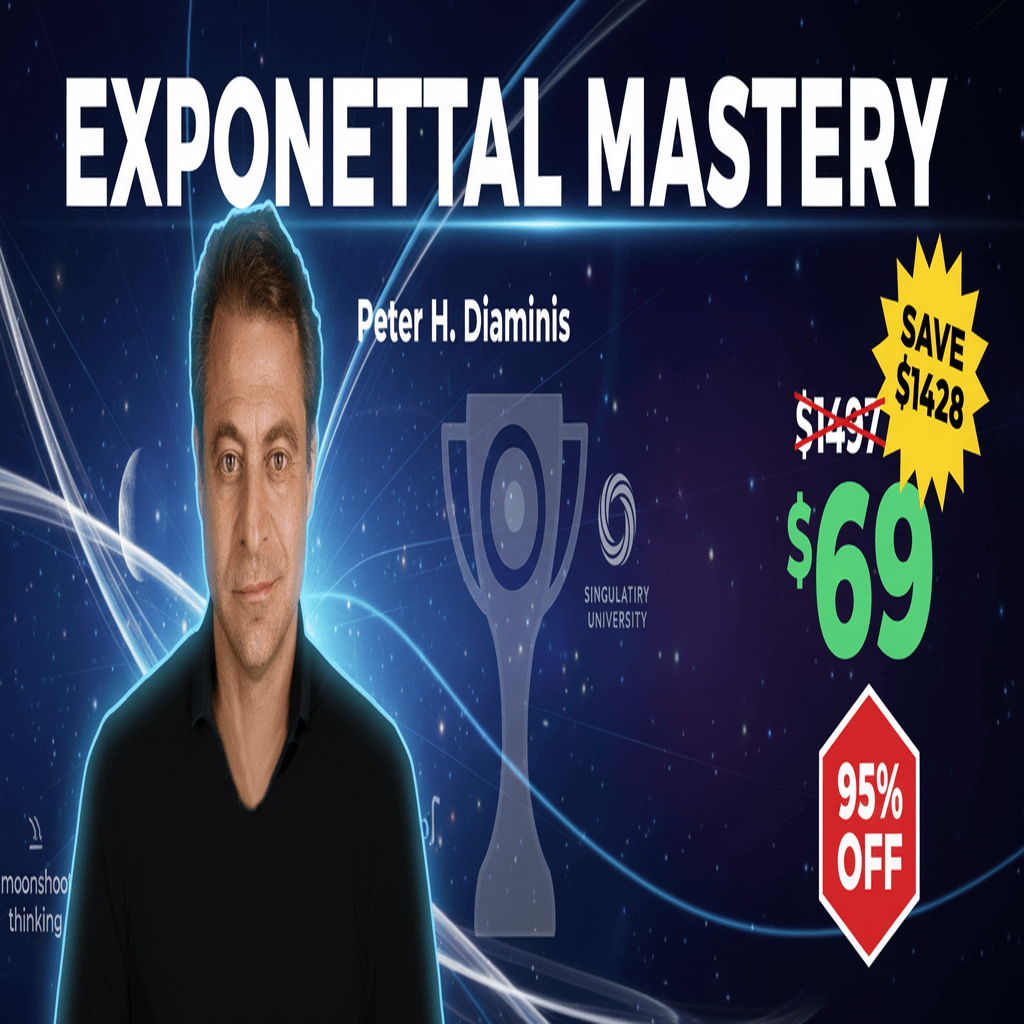 EXPONETTAL MASTERY
Peter H. Diaminis
SAVE
$1428
$1497
$69
SINGULATIRY
UNIVERSITY
95%
OFF
moonshoo
thinking